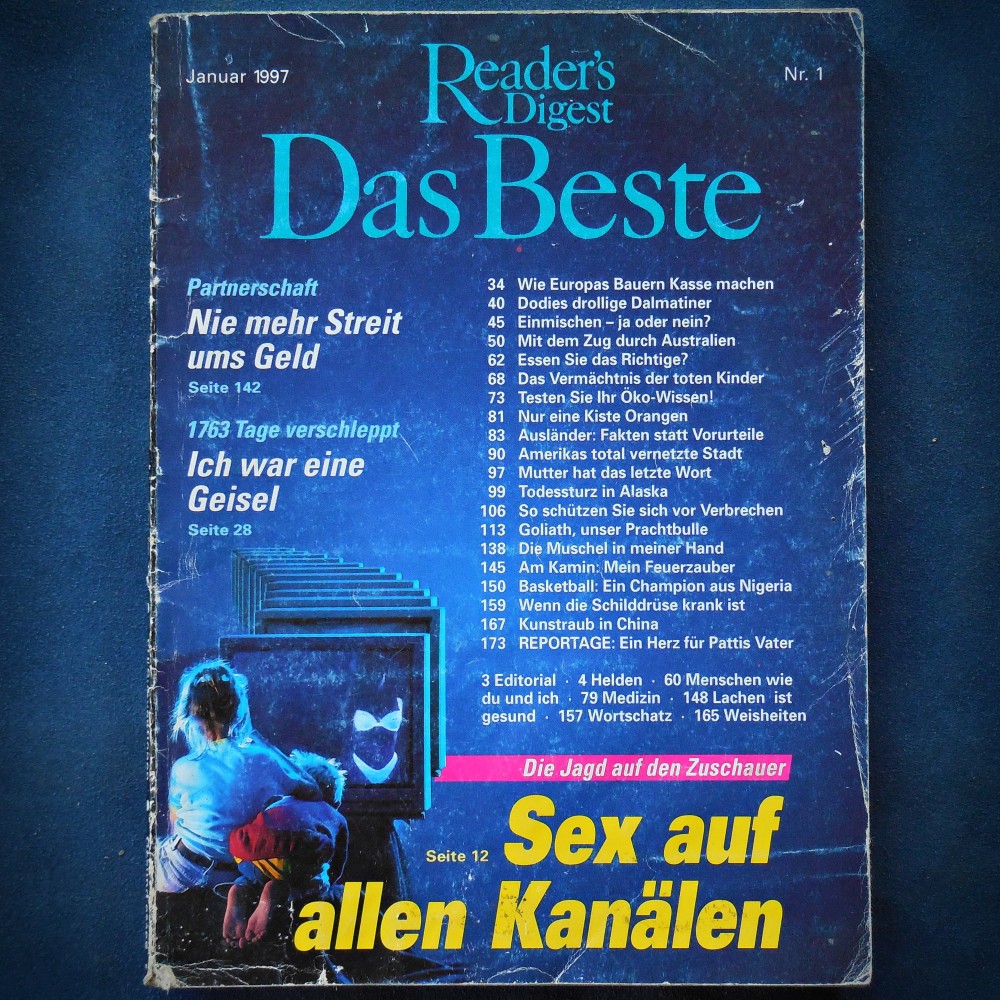 Januar 1997
Reader's
Digest
Nr. 1
Das Beste
Partnerschaft
Nie mehr Streit
ums Geld
Seite 142
1763 Tage verschleppt
Ich war eine
Geisel
Seite 28
34 Wie Europas Bauern Kasse machen
40 Dodies drollige Dalmatiner
45 Einmischen – ja oder nein?
50 Mit dem Zug durch Australien
62 Essen Sie das Richtige?
68 Das Vermächtnis der toten Kinder
73 Testen Sie Ihr Öko-Wissen!
81 Nur eine Kiste Orangen
83 Ausländer: Fakten statt Vorurteile
90 Amerikas total vernetzte Stadt
97 Mutter hat das letzte Wort
99 Todessturz in Alaska
106 So schützen Sie sich vor Verbrechen
113 Goliath, unser Prachtbulle
138 Die Muschel in meiner Hand
145 Am Kamin: Mein Feuerzauber
150 Basketball: Ein Champion aus Nigeria
159 Wenn die Schilddrüse krank ist
167 Kunstraub in China
173 REPORTAGE: Ein Herz für Pattis Vater
3 Editorial · 4 Helden · 60 Menschen wie
du und ich · 79 Medizin · 148 Lachen ist
gesund · 157 Wortschatz · 165 Weisheiten
Die Jagd auf den Zuschauer
Seite 12 Sex auf
allen Kanälen